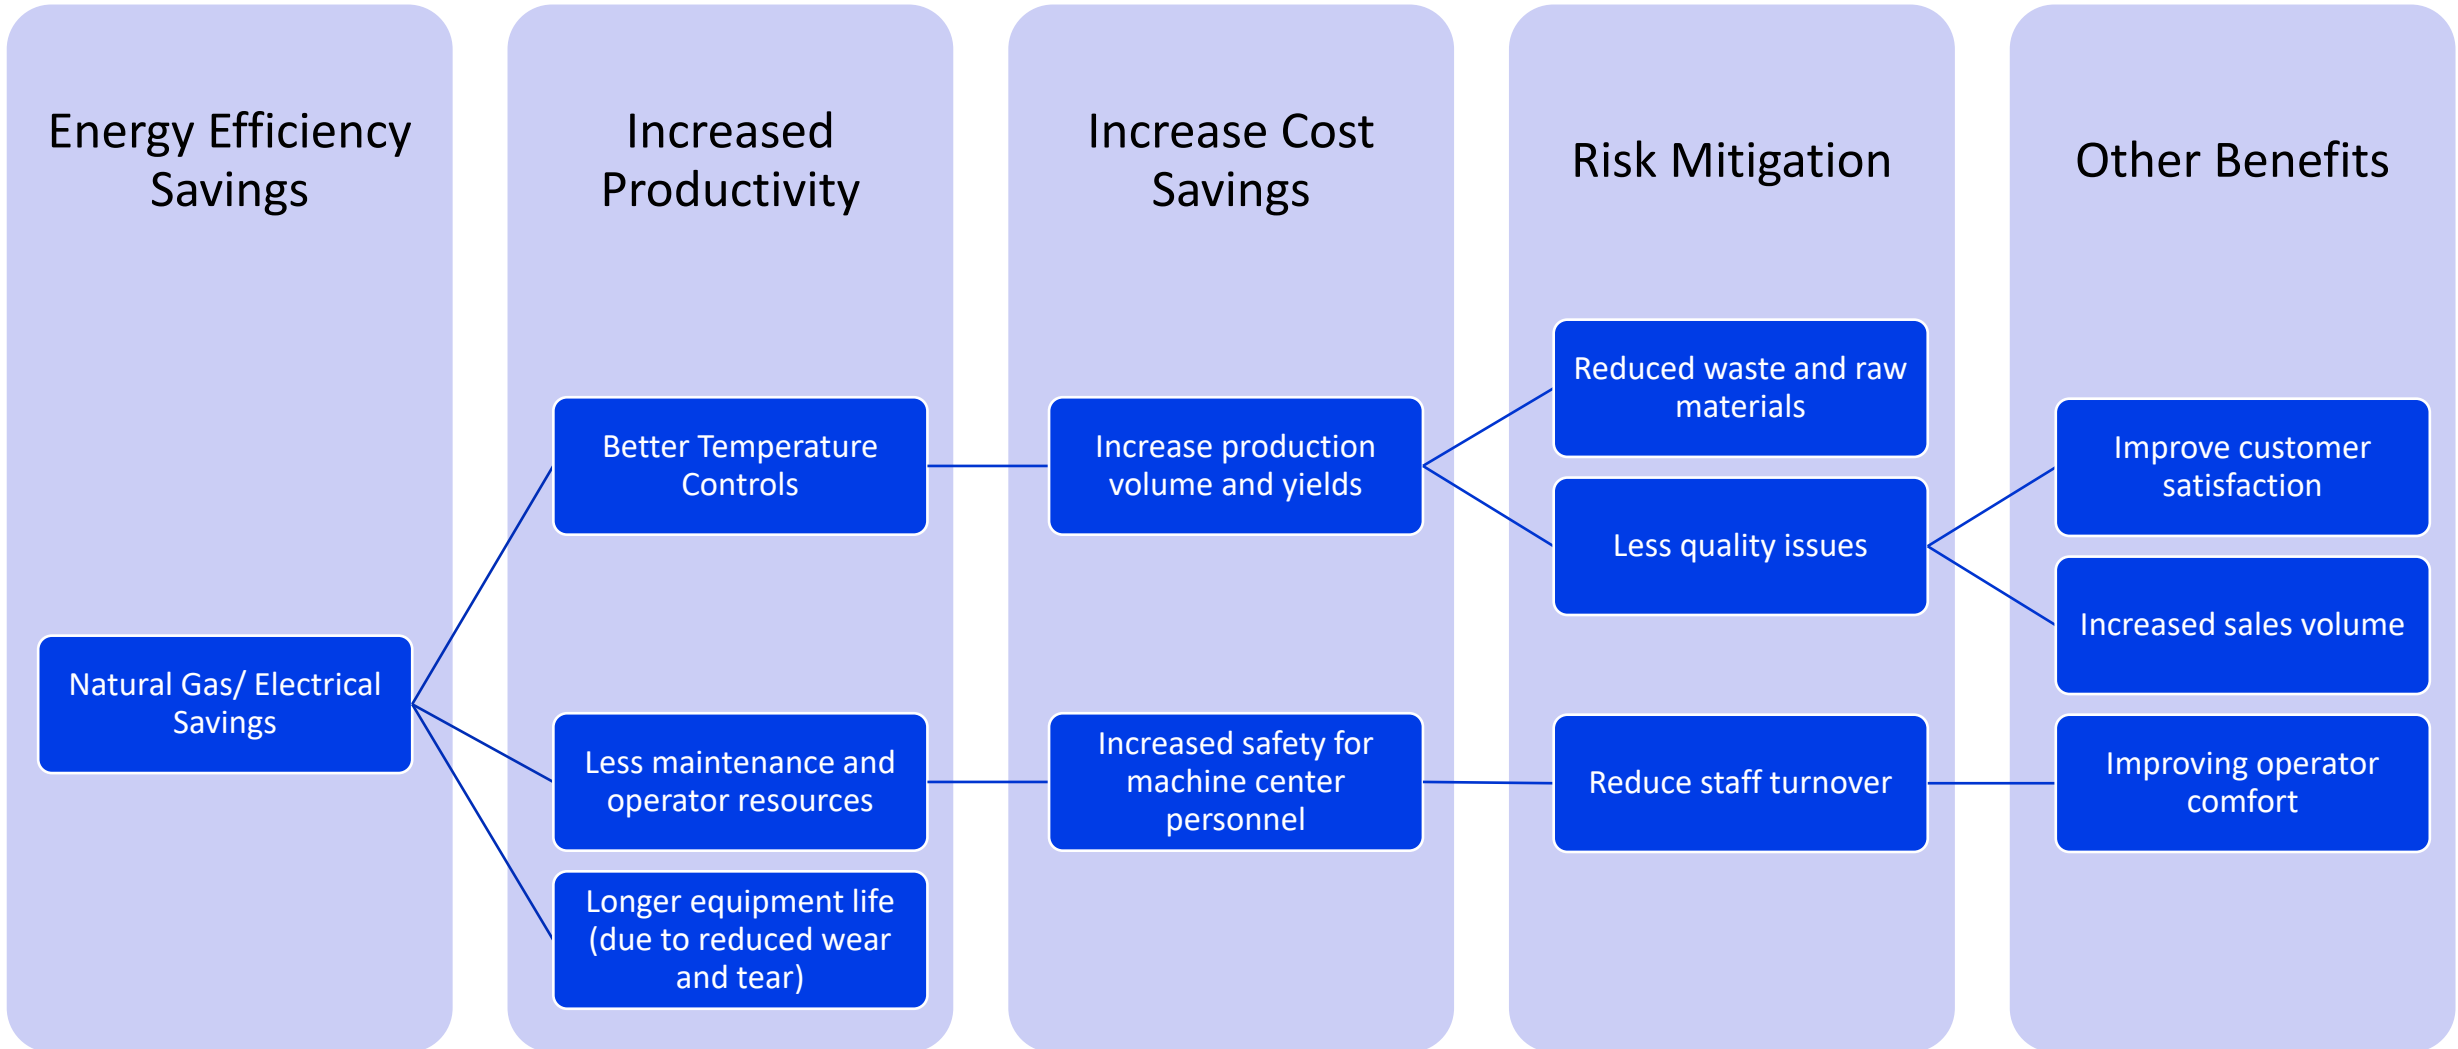 Energy Efficiency
Savings
Increased
Productivity
Increase Cost
Savings
Risk Mitigation
Other Benefits
Natural Gas/ Electrical
Savings
Better Temperature
Controls
Less maintenance and
operator resources
Longer equipment life
(due to reduced wear
and tear)
Increase production
volume and yields
Increased safety for
machine center
personnel
Reduced waste and raw
materials
Less quality issues
Reduce staff turnover
Improve customer
satisfaction
Increased sales volume
Improving operator
comfort